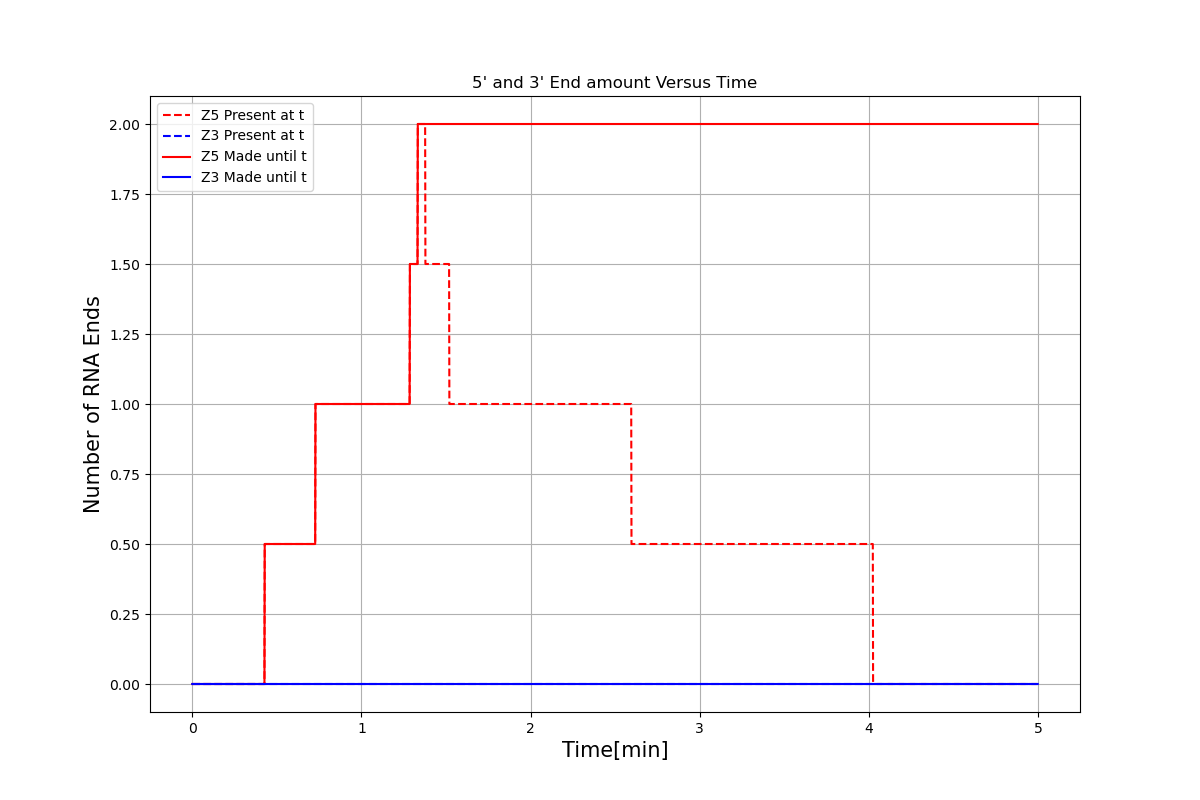 5' and 3' End amount Versus Time
Z5 Present at t
Z3 Present at t
Z5 Made until t
Z3 Made until t
Number of RNA Ends
2.00
1.75
1.50
1.25
1.00
0.75
0.50
0.25
0.00
0 1 2 3 4 5
Time[min]